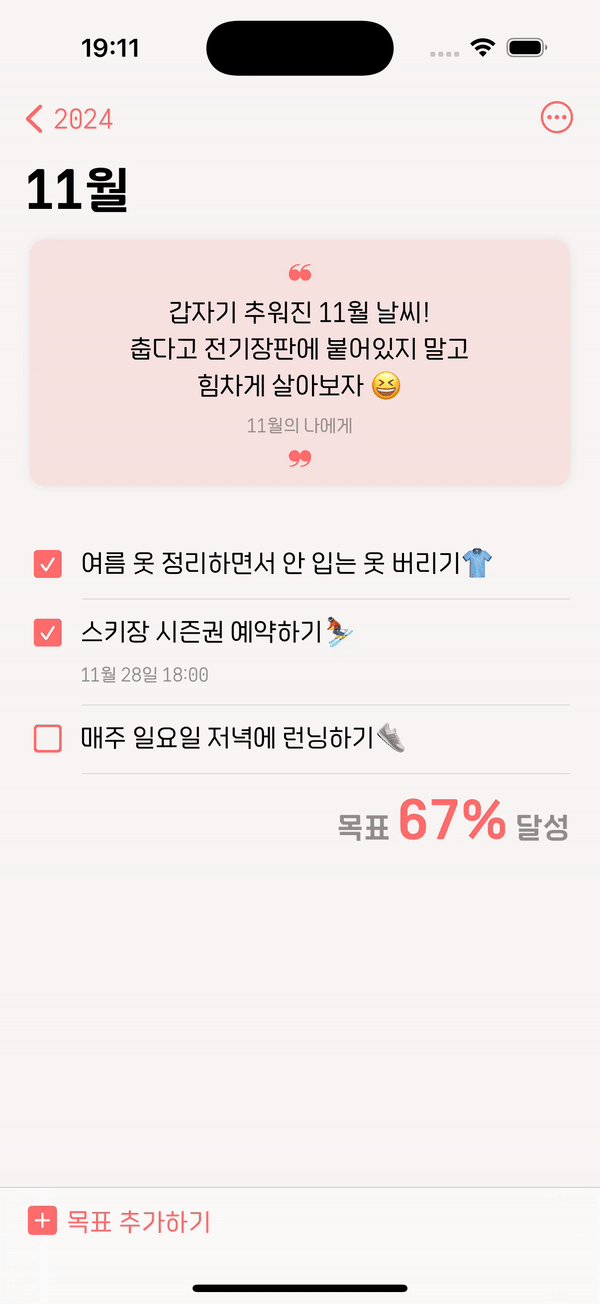 19:11
2024
11월
❝
갑자기 추워진 11월 날씨!
춥다고 전기장판에 붙어있지 말고
힘차게 살아보자 😆
11월의 나에게
❞
여름 옷 정리하면서 안 입는 옷 버리기👕
스키장 시즌권 예약하기⛷️
11월 28일 18:00
매주 일요일 저녁에 런닝하기👟
목표 67% 달성
목표 추가하기